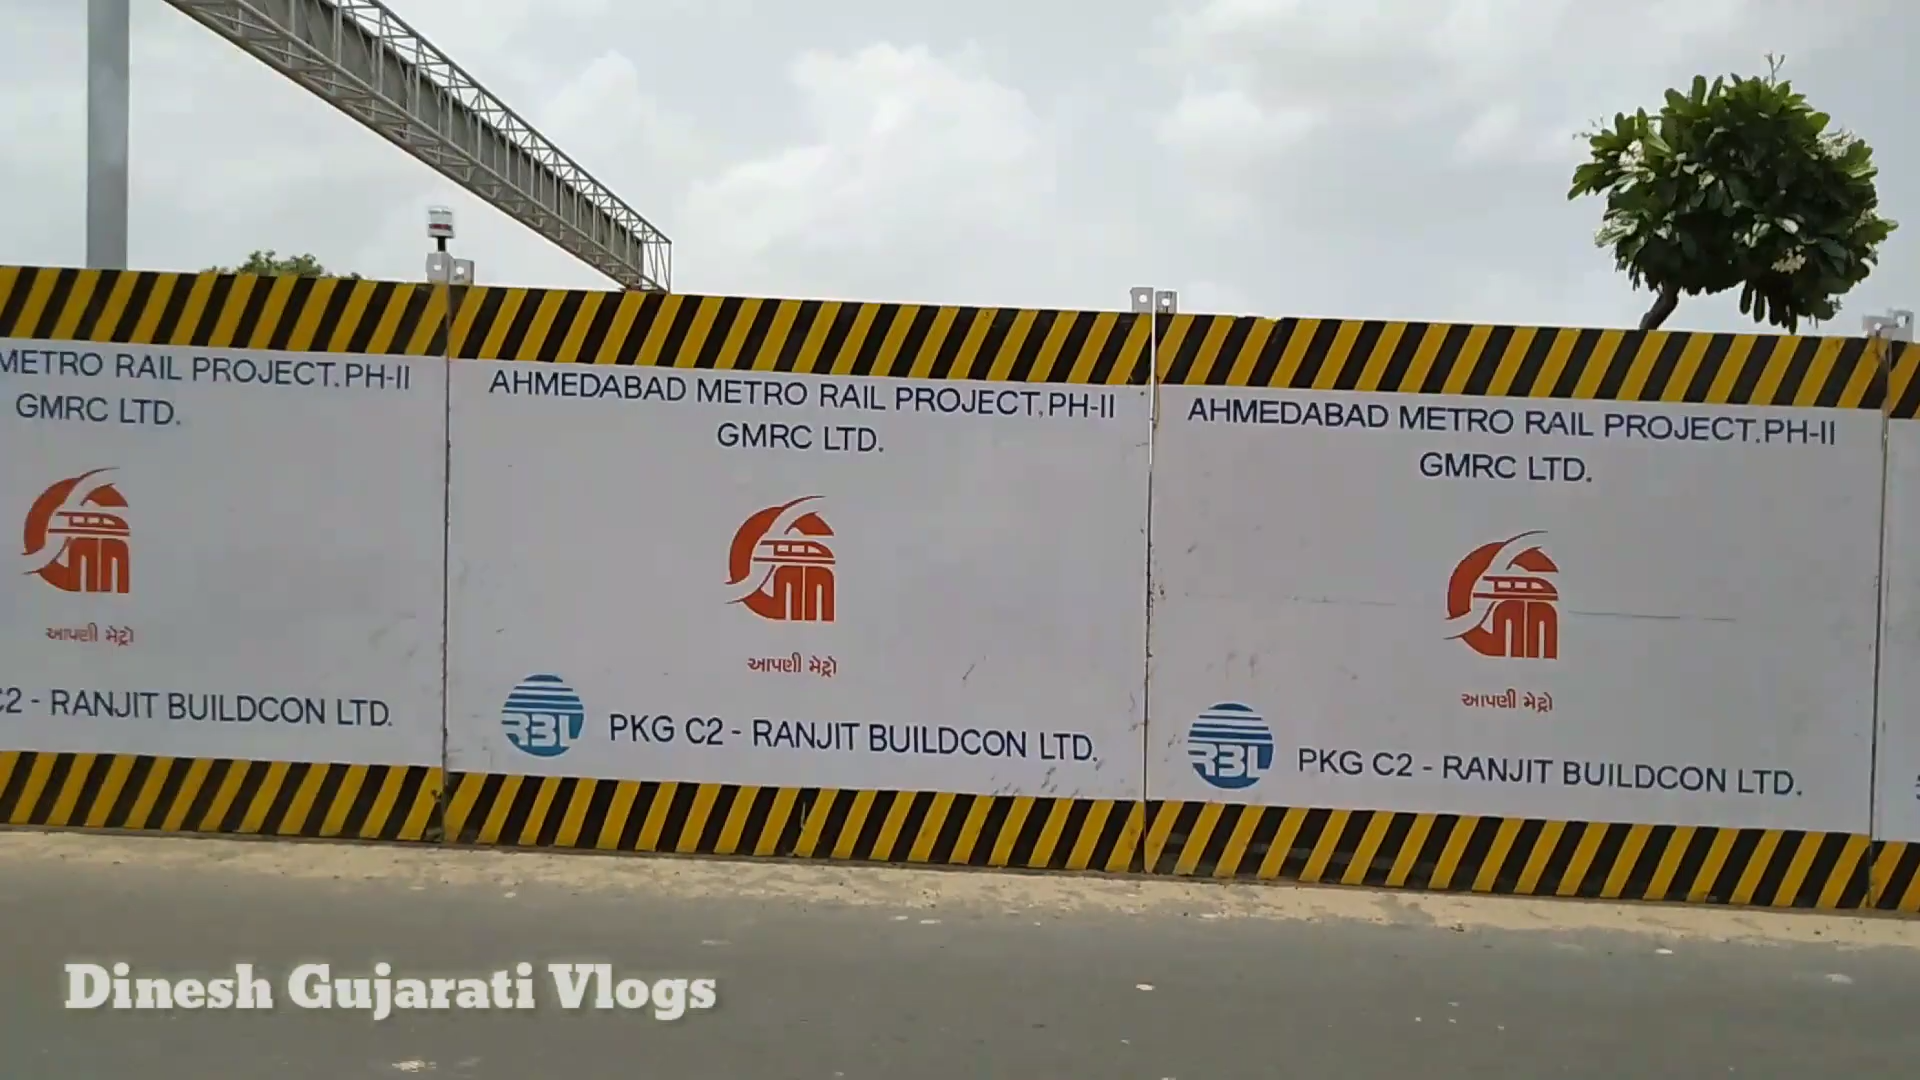 METRO RAIL PROJECT.PH-II
GMRC LTD.
આપણી મેટ્રો
C2 - RANJIT BUILDCON LTD.
AHMEDABAD METRO RAIL PROJECT.PH-II
GMRC LTD.
આપણી મેટ્રો
RBL
PKG C2 - RANJIT BUILDCON LTD.
AHMEDABAD METRO RAIL PROJECT.PH-II
GMRC LTD.
આપણી મેટ્રો
RBL
PKG C2 - RANJIT BUILDCON LTD.
Dinesh Gujarati Vlogs